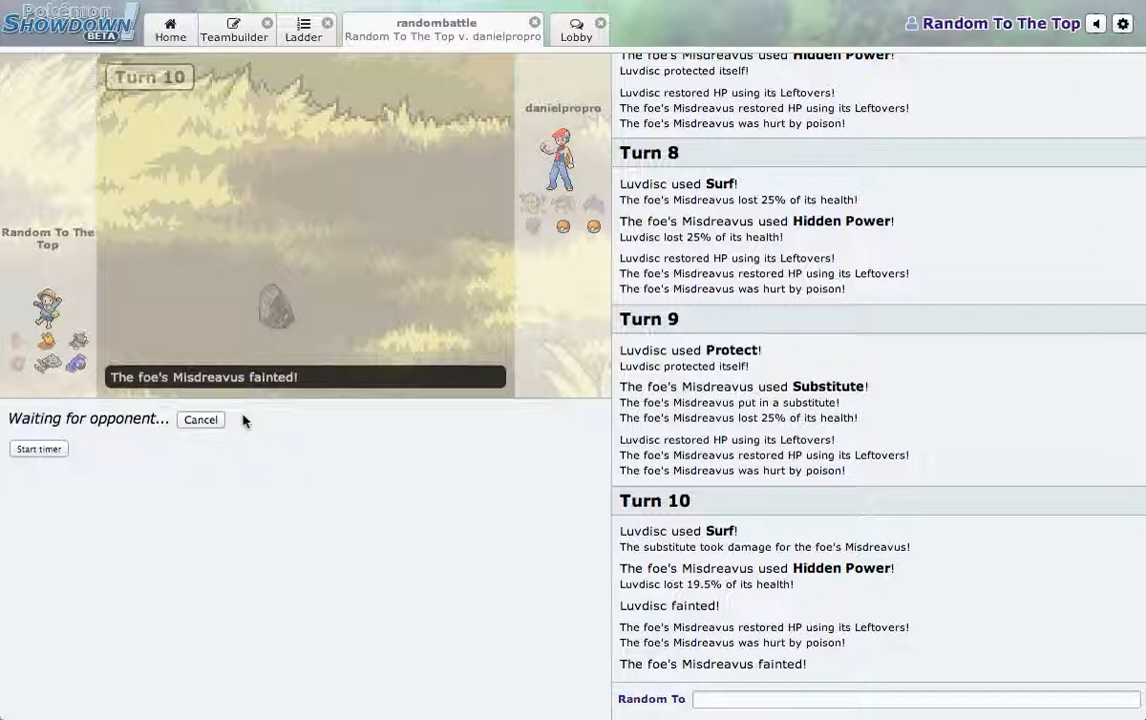 Pokémon
SHOWDOWN!
BETA
Home
Teambuilder
Ladder
randombattle
Random To The Top v. danielpropro
Lobby
Random To The Top
Turn 10
danielpropro
Random To The
Top
The foe's Misdreavus fainted!
Waiting for opponent...
Cancel
Start timer
The foe's Misdreavus used Hidden Power!
Luvdisc protected itself!
Luvdisc restored HP using its Leftovers!
The foe's Misdreavus restored HP using its Leftovers!
The foe's Misdreavus was hurt by poison!
Turn 8
Luvdisc used Surf!
The foe's Misdreavus lost 25% of its health!
The foe's Misdreavus used Hidden Power!
Luvdisc lost 25% of its health!
Luvdisc restored HP using its Leftovers!
The foe's Misdreavus restored HP using its Leftovers!
The foe's Misdreavus was hurt by poison!
Turn 9
Luvdisc used Protect!
Luvdisc protected itself!
The foe's Misdreavus used Substitute!
The foe's Misdreavus put in a substitute!
The foe's Misdreavus lost 25% of its health!
Luvdisc restored HP using its Leftovers!
The foe's Misdreavus restored HP using its Leftovers!
The foe's Misdreavus was hurt by poison!
Turn 10
Luvdisc used Surf!
The substitute took damage for the foe's Misdreavus!
The foe's Misdreavus used Hidden Power!
Luvdisc lost 19.5% of its health!
Luvdisc fainted!
The foe's Misdreavus restored HP using its Leftovers!
The foe's Misdreavus was hurt by poison!
The foe's Misdreavus fainted!
Random To